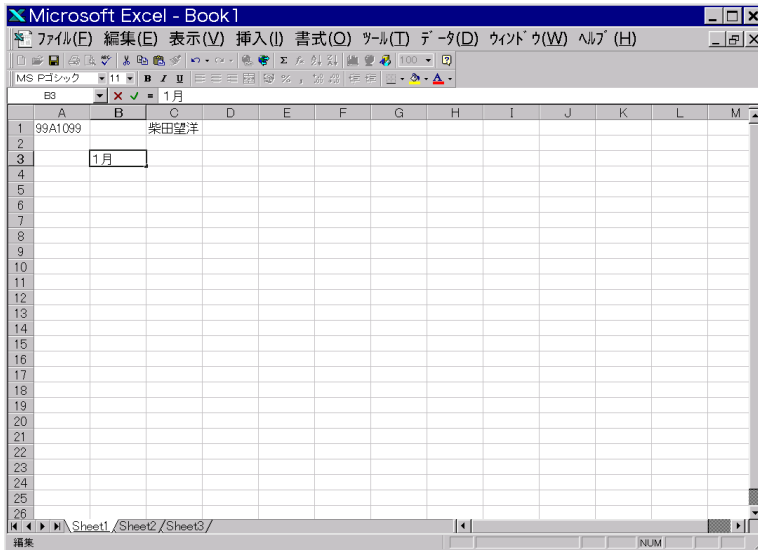 Microsoft Excel - Book1
ファイル(F) 編集(E) 表示(V) 挿入(I) 書式(O) ツール(T) データ(D) ウィンドウ(W) ヘルプ(H)
100
MS Pゴシック 11 B I U
B3 = 1月
A B C D E F G H I J K L M
1 99A1099 柴田望洋
2
3 1月
4
5
6
7
8
9
10
11
12
13
14
15
16
17
18
19
20
21
22
23
24
25
26
Sheet1 Sheet2 Sheet3
編集 NUM